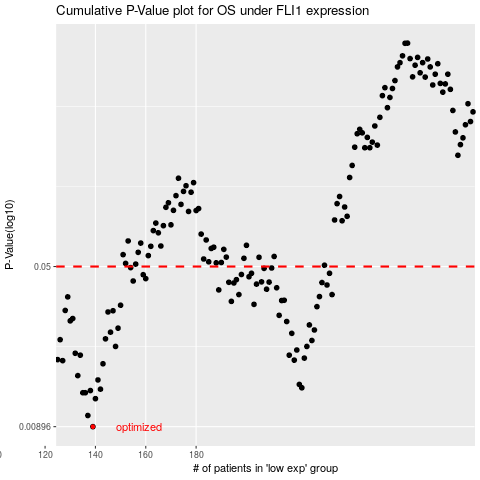 Cumulative P-Value plot for OS under FLI1 expression
P-Value(log10)
0.05
0.00896
optimized
0 120 140 160 180
# of patients in 'low exp' group